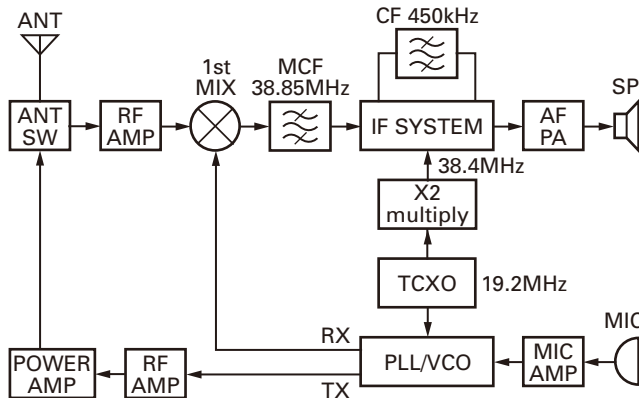 ANT
CF 450kHz
1st
MIX
MCF
38.85MHz
SP
ANT
SW
RF
AMP
IF SYSTEM
AF
PA
38.4MHz
X2
multiply
TCXO
19.2MHz
RX
MIC
POWER
AMP
RF
AMP
TX
PLL/VCO
MIC
AMP